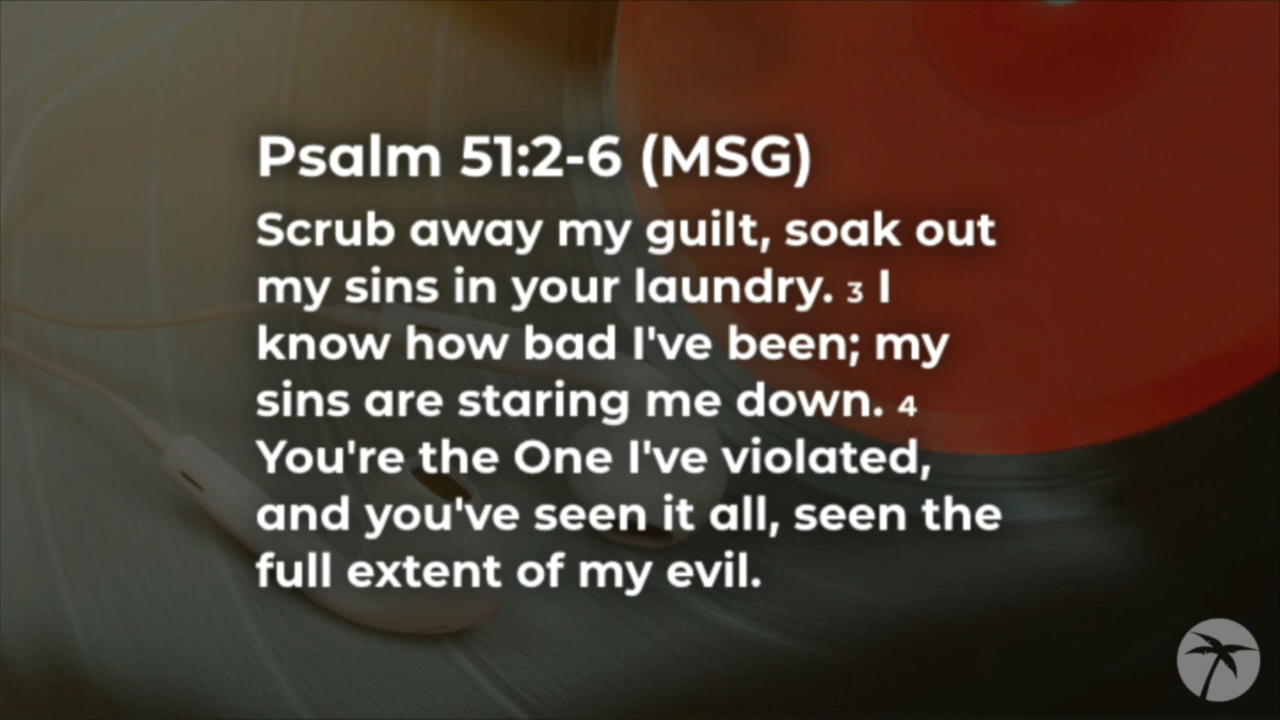 Psalm 51:2-6 (MSG)
Scrub away my guilt, soak out
my sins in your laundry. 3 I
know how bad I've been; my
sins are staring me down. 4
You're the One I've violated,
and you've seen it all, seen the
full extent of my evil.